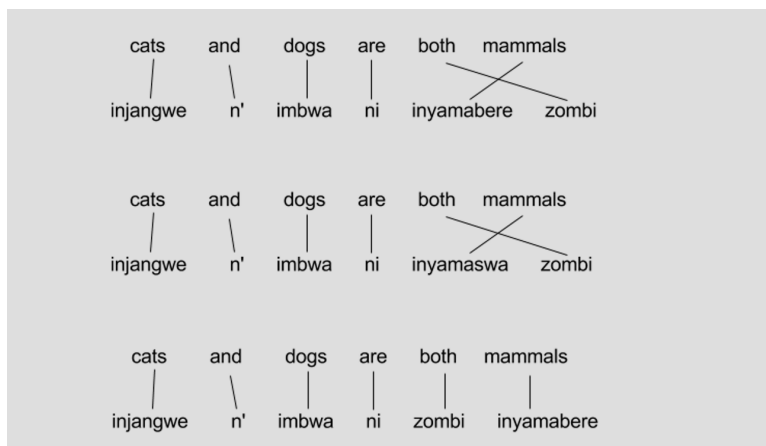 cats and dogs are both mammals
injangwe n' imbwa ni inyamabere zombi
cats and dogs are both mammals
injangwe n' imbwa ni inyamaswa zombi
cats and dogs are both mammals
injangwe n' imbwa ni zombi inyamabere